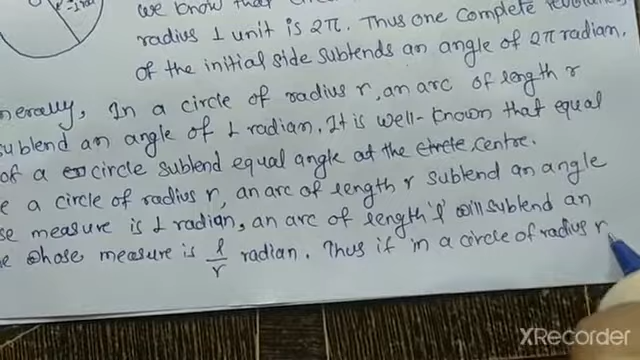 we know that
radius 1 unit is 2π. Thus one complete
of the initial side subtends an angle of 2π radian.
nerally, In a circle of radius r, an arc of length r
sublend an angle of 1 radian. It is well-known that equal
of a circle sublend equal angle at the centre.
e a circle of radius r, an arc of length r subtend an angle
se measure is 1 radian, an arc of length 'l' will sublend an
e whose measure is l/r radian. Thus if in a circle of radius r
XRecorder